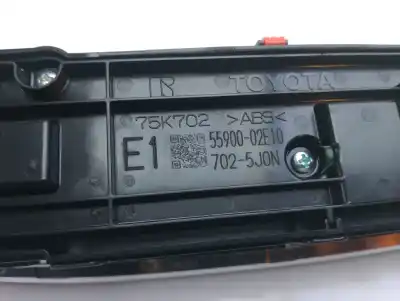 R TOYOTA
75K702 >ABS<
E1 55900-02E10
702-5J0N